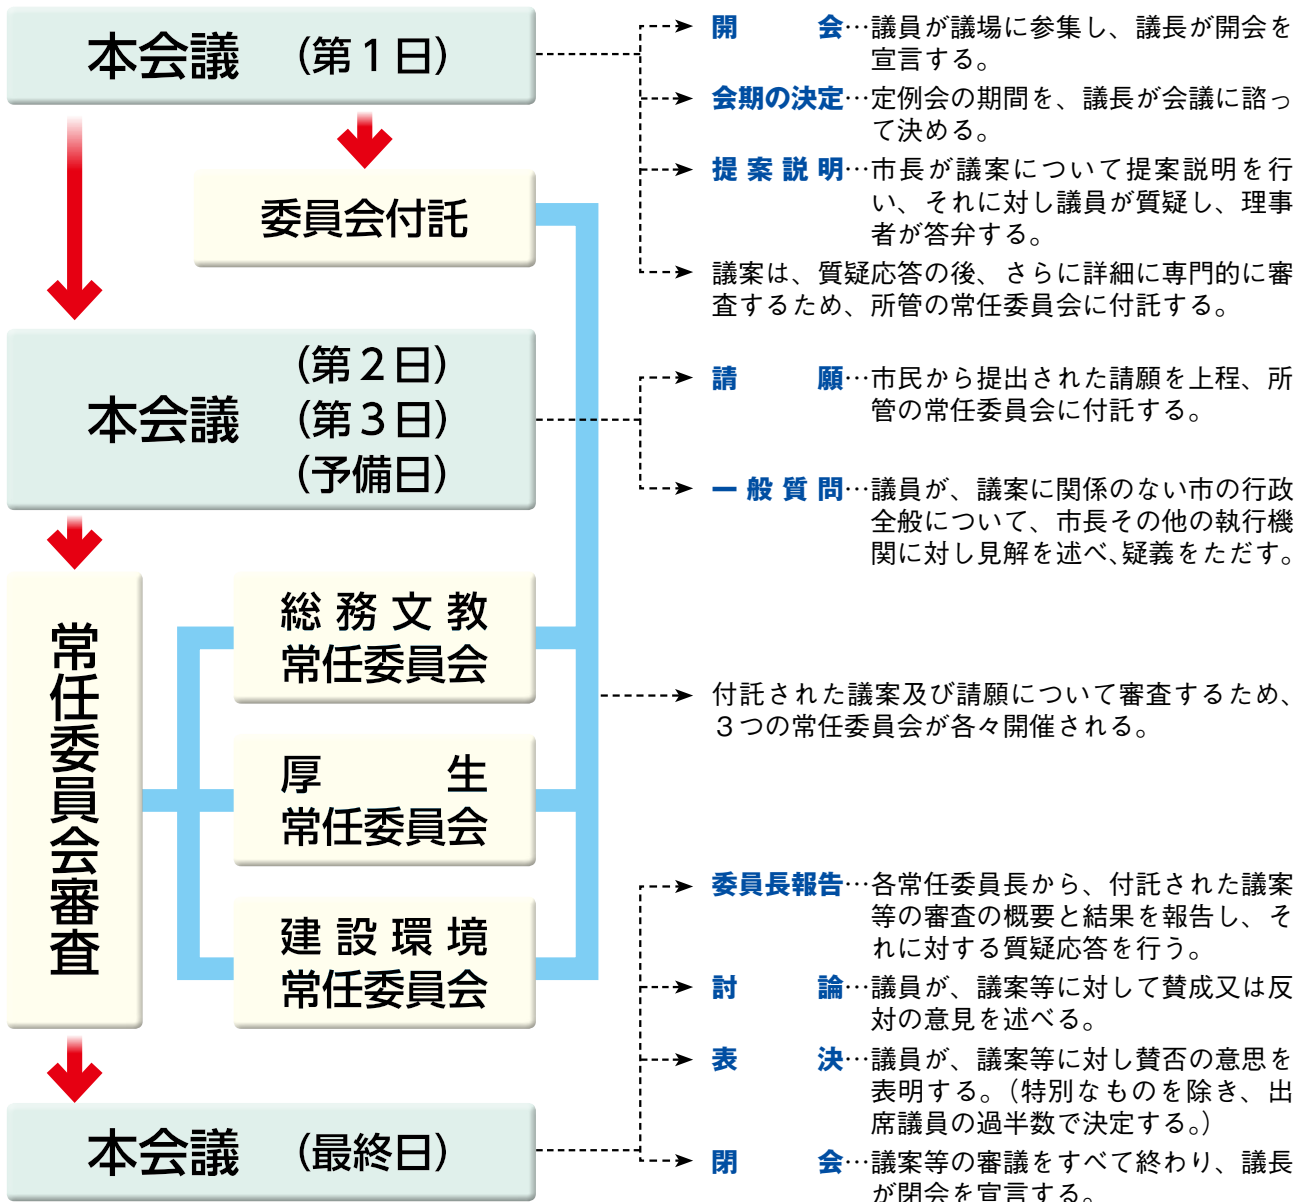 本会議　(第１日)
開　　　会…議員が議場に参集し、議長が開会を
宣言する。
会期の決定…定例会の期間を、議長が会議に諮っ
て決める。
提案説明…市長が議案について提案説明を行
い、それに対し議員が質疑し、理事
者が答弁する。
議案は、質疑応答の後、さらに詳細に専門的に審
査するため、所管の常任委員会に付託する。
委員会付託
本会議
(第２日)
(第３日)
(予備日)
請　　　願…市民から提出された請願を上程、所
管の常任委員会に付託する。
一般質問…議員が、議案に関係のない市の行政
全般について、市長その他の執行機
関に対し見解を述べ、疑義をただす。
常任委員会審査
総務文教
常任委員会
厚　　　生
常任委員会
建設環境
常任委員会
付託された議案及び請願について審査するため、
３つの常任委員会が各々開催される。
本会議　(最終日)
委員長報告…各常任委員長から、付託された議案
等の審査の概要と結果を報告し、そ
れに対する質疑応答を行う。
討　　　論…議員が、議案等に対して賛成又は反
対の意見を述べる。
表　　　決…議員が、議案等に対し賛否の意思を
表明する。（特別なものを除き、出
席議員の過半数で決定する。）
閉　　　会…議案等の審議をすべて終わり、議長
が閉会を宣言する。